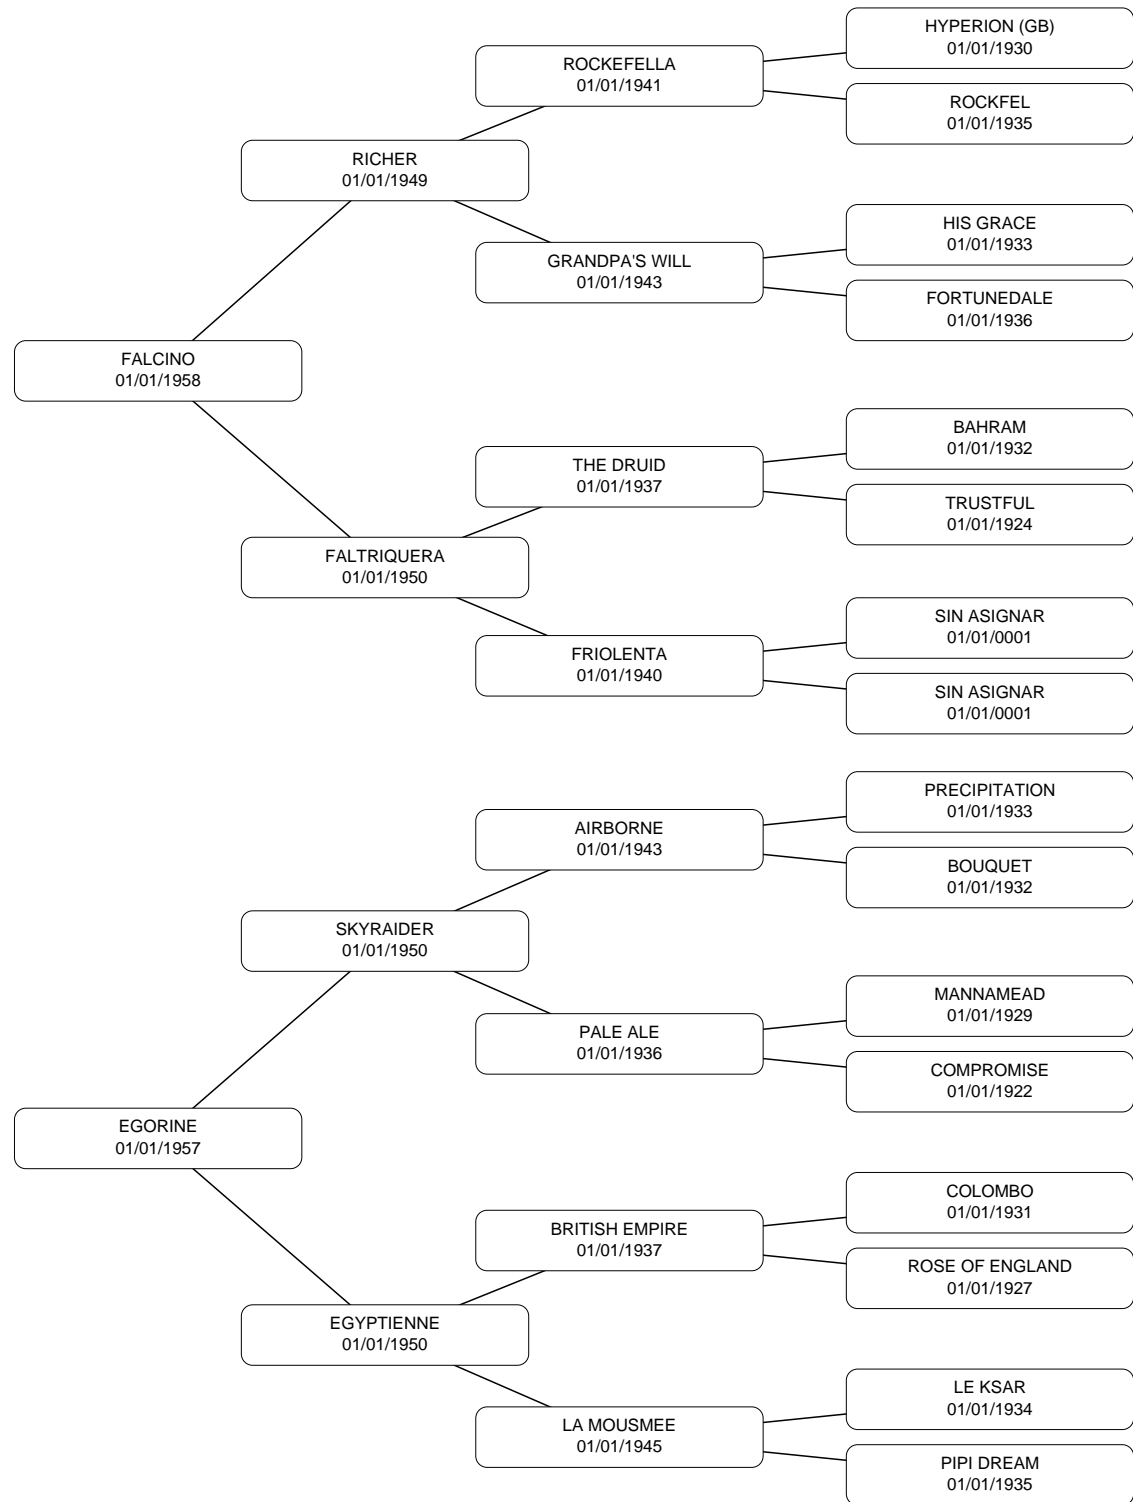 HYPERION (GB)
01/01/1930
ROCKEFELLA
01/01/1941
ROCKFEL
01/01/1935
RICHER
01/01/1949
HIS GRACE
01/01/1933
GRANDPA'S WILL
01/01/1943
FORTUNEDALE
01/01/1936
FALCINO
01/01/1958
BAHRAM
01/01/1932
THE DRUID
01/01/1937
TRUSTFUL
01/01/1924
FALTRIQUERA
01/01/1950
SIN ASIGNAR
01/01/0001
FRIOLENTA
01/01/1940
SIN ASIGNAR
01/01/0001
PRECIPITATION
01/01/1933
AIRBORNE
01/01/1943
BOUQUET
01/01/1932
SKYRAIDER
01/01/1950
MANNAMEAD
01/01/1929
PALE ALE
01/01/1936
COMPROMISE
01/01/1922
EGORINE
01/01/1957
COLOMBO
01/01/1931
BRITISH EMPIRE
01/01/1937
ROSE OF ENGLAND
01/01/1927
EGYPTIENNE
01/01/1950
LE KSAR
01/01/1934
LA MOUSMEE
01/01/1945
PIPI DREAM
01/01/1935